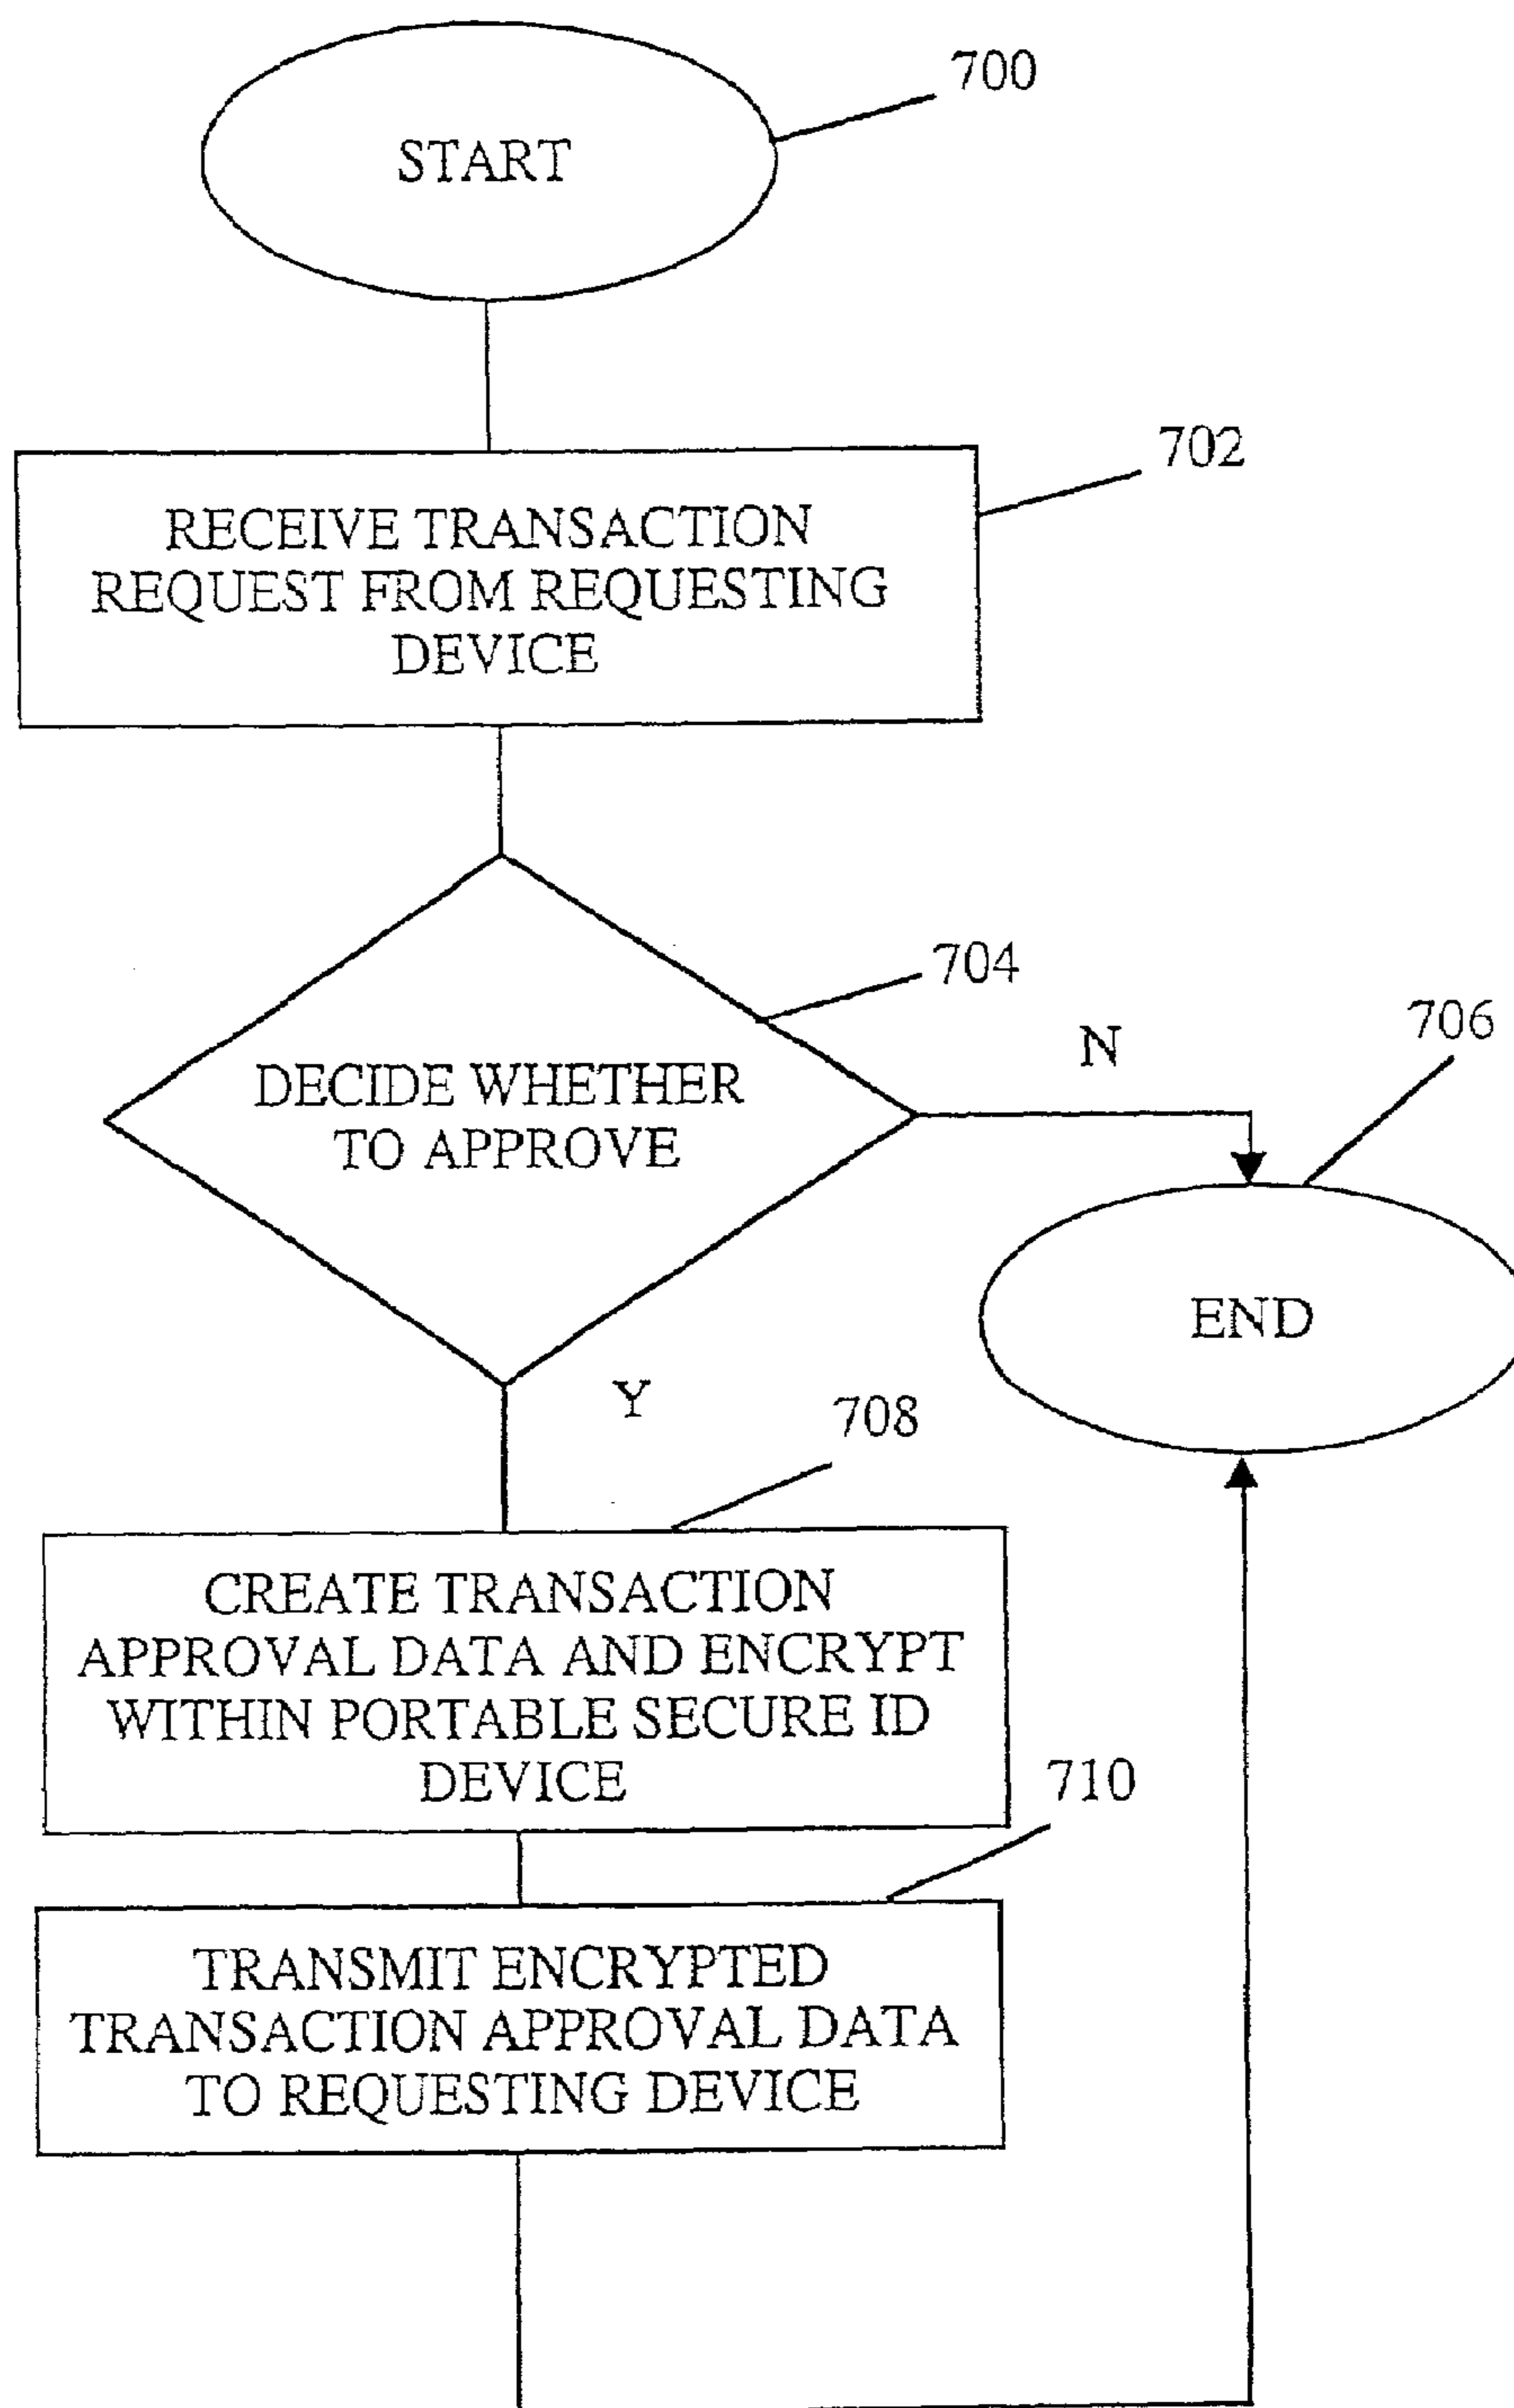 700
START
702
RECEIVE TRANSACTION
REQUEST FROM REQUESTING
DEVICE
704
706
N
DECIDE WHETHER
TO APPROVE
END
Y
708
CREATE TRANSACTION
APPROVAL DATA AND ENCRYPT
WITHIN PORTABLE SECURE ID
DEVICE
710
TRANSMIT ENCRYPTED
TRANSACTION APPROVAL DATA
TO REQUESTING DEVICE